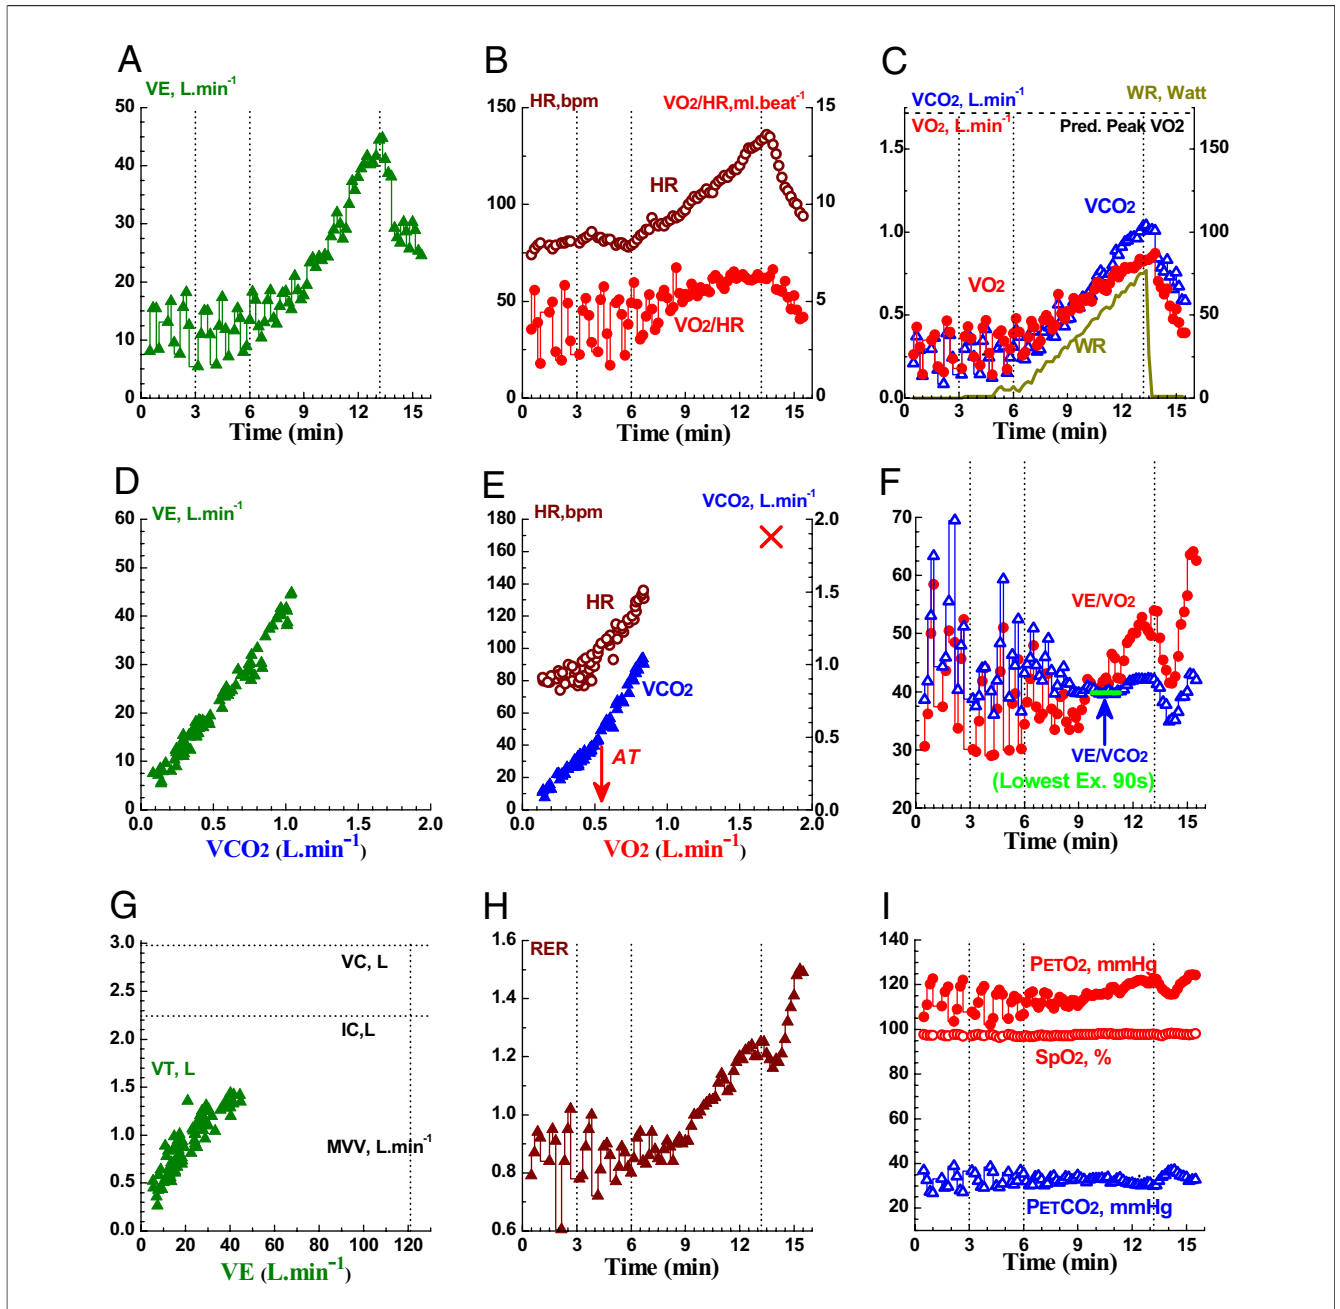 A
VE, L.min-1
50
40
30
20
10
0
0 3 6 9 12 15
Time (min)
B
HR,bpm
VO2/HR,ml.beat-1
150
100
50
0
15
10
5
0
HR
VO2/HR
0 3 6 9 12 15
Time (min)
C
VCO2, L.min-1
WR, Watt
VO2, L.min-1
Pred. Peak VO2
1.5
1.0
0.5
0.0
150
100
50
0
VCO2
VO2
WR
0 3 6 9 12 15
Time (min)
D
VE, L.min-1
60
50
40
30
20
10
0
0.0 0.5 1.0 1.5 2.0
VCO2 (L.min-1)
E
HR,bpm
VCO2, L.min-1
180
160
140
120
100
80
60
40
20
0
2.0
1.5
1.0
0.5
0.0
HR
VCO2
AT
0.0 0.5 1.0 1.5 2.0
VO2 (L.min-1)
F
70
60
50
40
30
20
VE/VO2
VE/VCO2
(Lowest Ex. 90s)
0 3 6 9 12 15
Time (min)
G
3.0
2.5
2.0
1.5
1.0
0.5
0.0
VC, L
IC,L
VT, L
MVV, L.min-1
0 20 40 60 80 100 120
VE (L.min-1)
H
RER
1.6
1.4
1.2
1.0
0.8
0.6
0 3 6 9 12 15
Time (min)
I
140
120
100
80
60
40
20
PETO2, mmHg
SpO2, %
PETCO2, mmHg
0 3 6 9 12 15
Time (min)